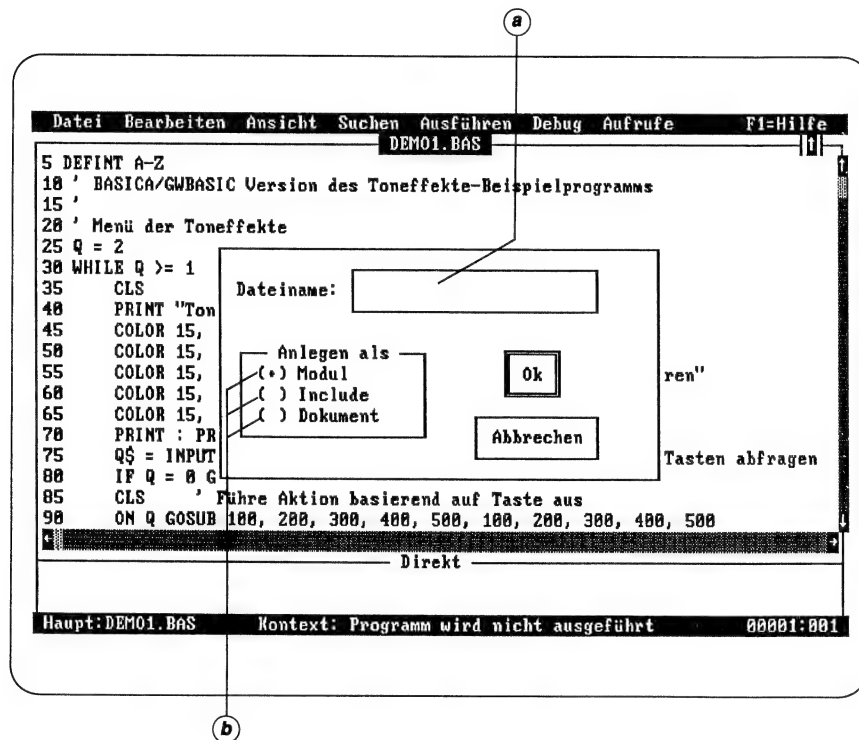 a
Datei Bearbeiten Ansicht Suchen Ausführen Debug Aufrufe F1=Hilfe
DEMO1.BAS
5 DEFINT A-Z
10 ' BASICA/GWBASIC Version des Toneffekte-Beispielprogramms
15 '
20 ' Menü der Toneffekte
25 Q = 2
30 WHILE Q >= 1
35 CLS Dateiname:
40 PRINT "Ton
45 COLOR 15,
50 COLOR 15, Anlegen als
55 COLOR 15, (•) Modul Ok ren"
60 COLOR 15, ( ) Include
65 COLOR 15, ( ) Dokument
70 PRINT : PR Abbrechen
75 Q$ = INPUT Tasten abfragen
80 IF Q = 0 G
85 CLS ' Führe Aktion basierend auf Taste aus
90 ON Q GOSUB 100, 200, 300, 400, 500, 100, 200, 300, 400, 500
Direkt
Haupt:DEMO1.BAS Kontext: Programm wird nicht ausgeführt 00001:001
b